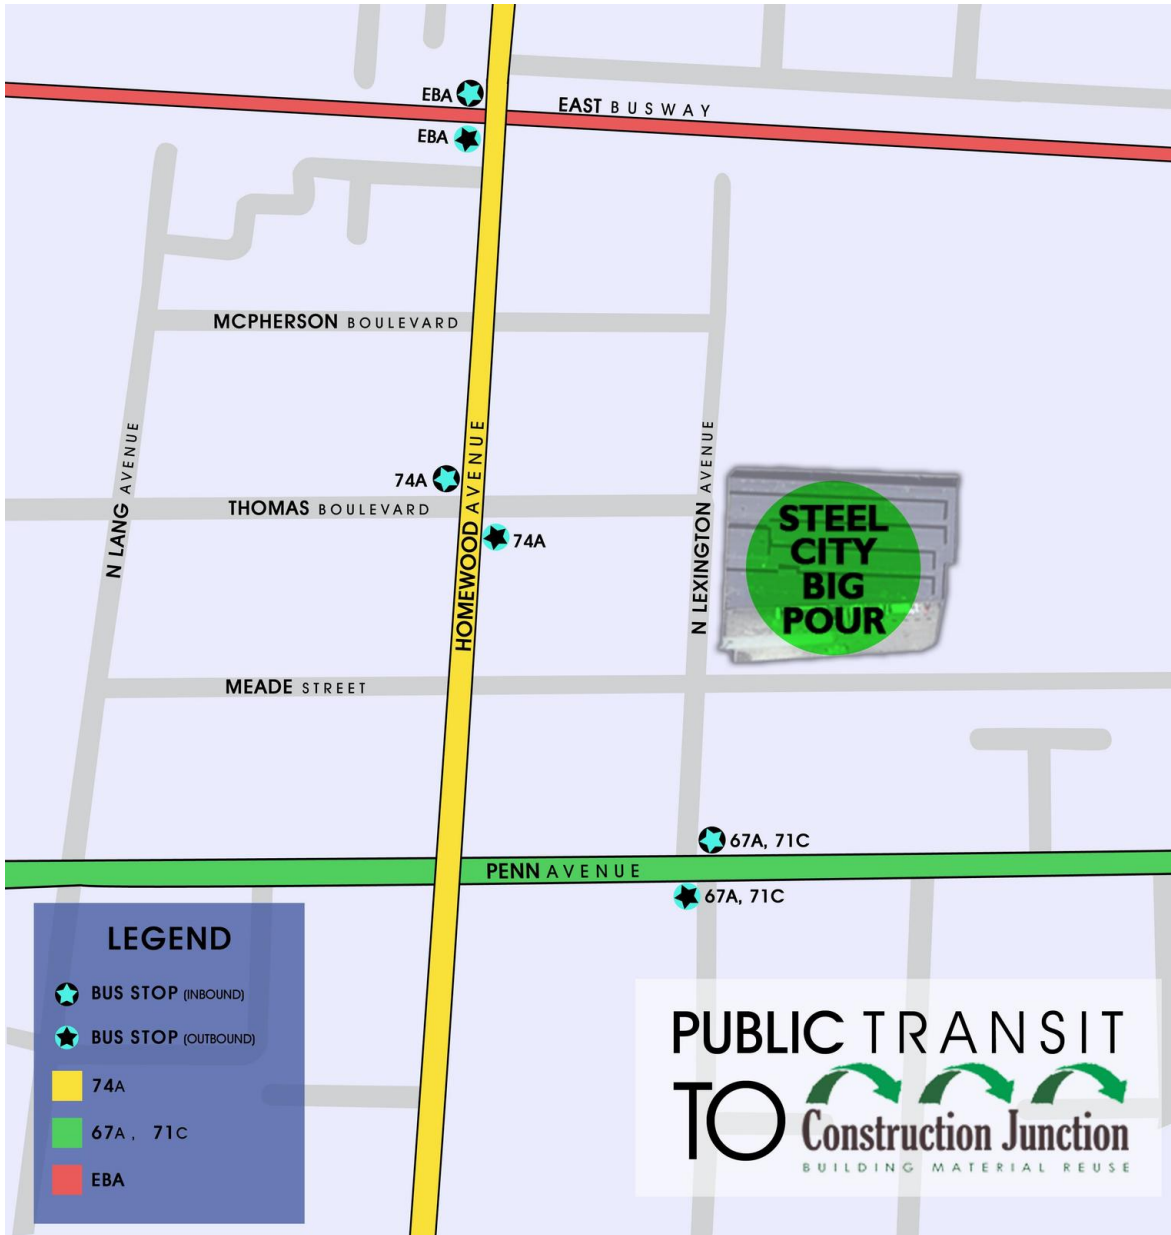 EBA
EAST BUSWAY
EBA
MCPHERSON BOULEVARD
N LANG AVENUE
HOMEWOOD AVENUE
N LEXINGTON AVENUE
74A
THOMAS BOULEVARD
74A
STEEL
CITY
BIG
POUR
MEADE STREET
67A, 71C
PENN AVENUE
67A, 71C
LEGEND
BUS STOP (INBOUND)
BUS STOP (OUTBOUND)
74A
67A, 71C
EBA
PUBLIC TRANSIT
TO Construction Junction
BUILDING MATERIAL REUSE